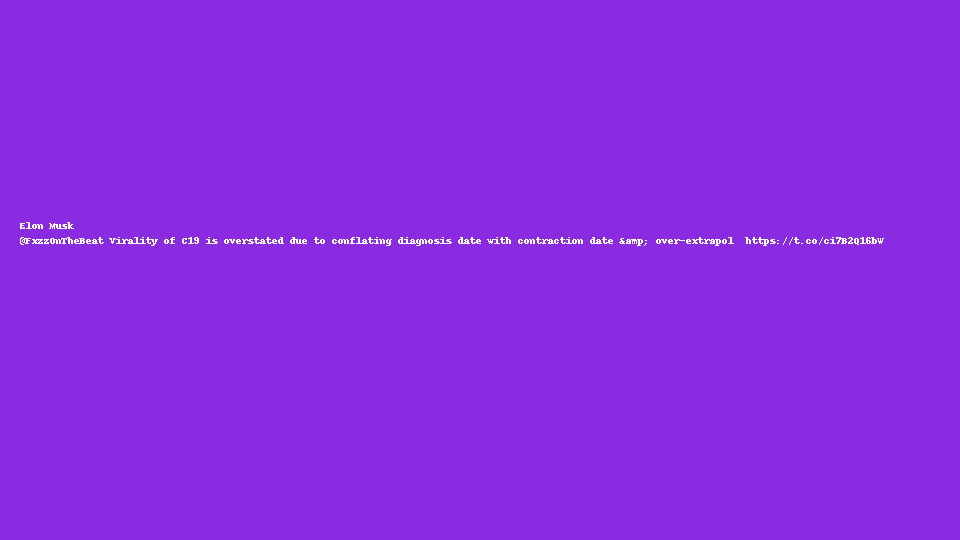 Elon Musk
@FxzzOnTheBeat Virality of C19 is overstated due to conflating diagnosis date with contraction date &amp; over-extrapol  https://t.co/ci7B2Q16bW